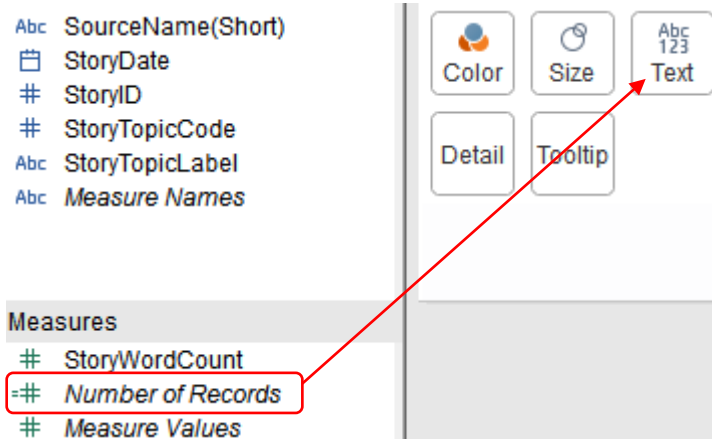 Abc SourceName(Short)
StoryDate
# StoryID
# StoryTopicCode
Abc StoryTopicLabel
Abc Measure Names
Measures
# StoryWordCount
=# Number of Records
# Measure Values
Color
Size
Abc
123
Text
Detail
Tooltip